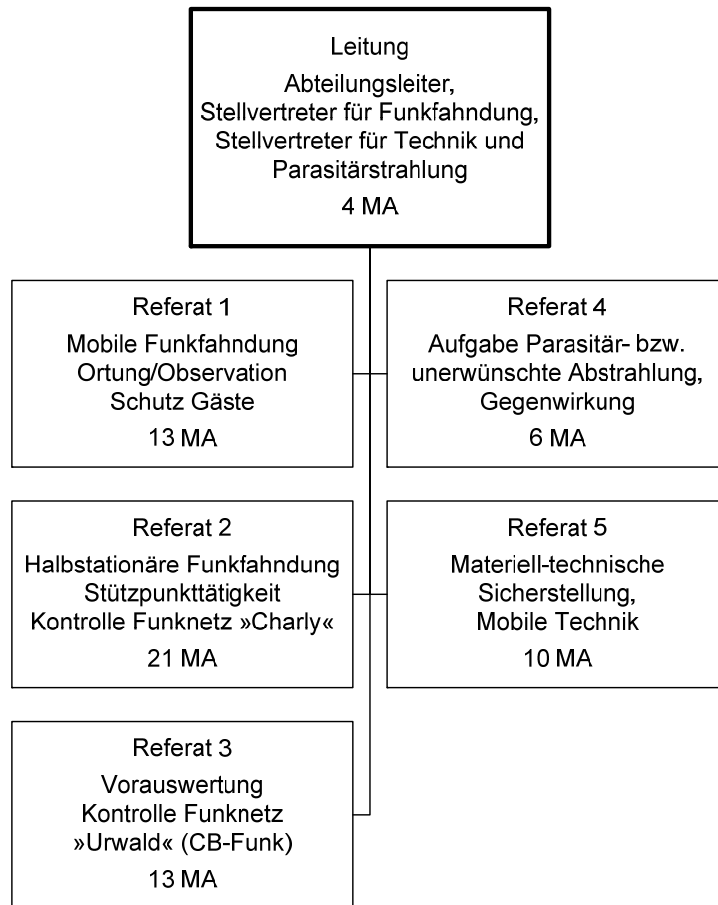 Leitung
Abteilungsleiter,
Stellvertreter für Funkfahndung,
Stellvertreter für Technik und
Parasitärstrahlung
4 MA
Referat 1
Mobile Funkfahndung
Ortung/Observation
Schutz Gäste
13 MA
Referat 4
Aufgabe Parasitär- bzw.
unerwünschte Abstrahlung,
Gegenwirkung
6 MA
Referat 2
Halbstationäre Funkfahndung
Stützpunkttätigkeit
Kontrolle Funknetz »Charly«
21 MA
Referat 5
Materiell-technische
Sicherstellung,
Mobile Technik
10 MA
Referat 3
Vorauswertung
Kontrolle Funknetz
»Urwald« (CB-Funk)
13 MA